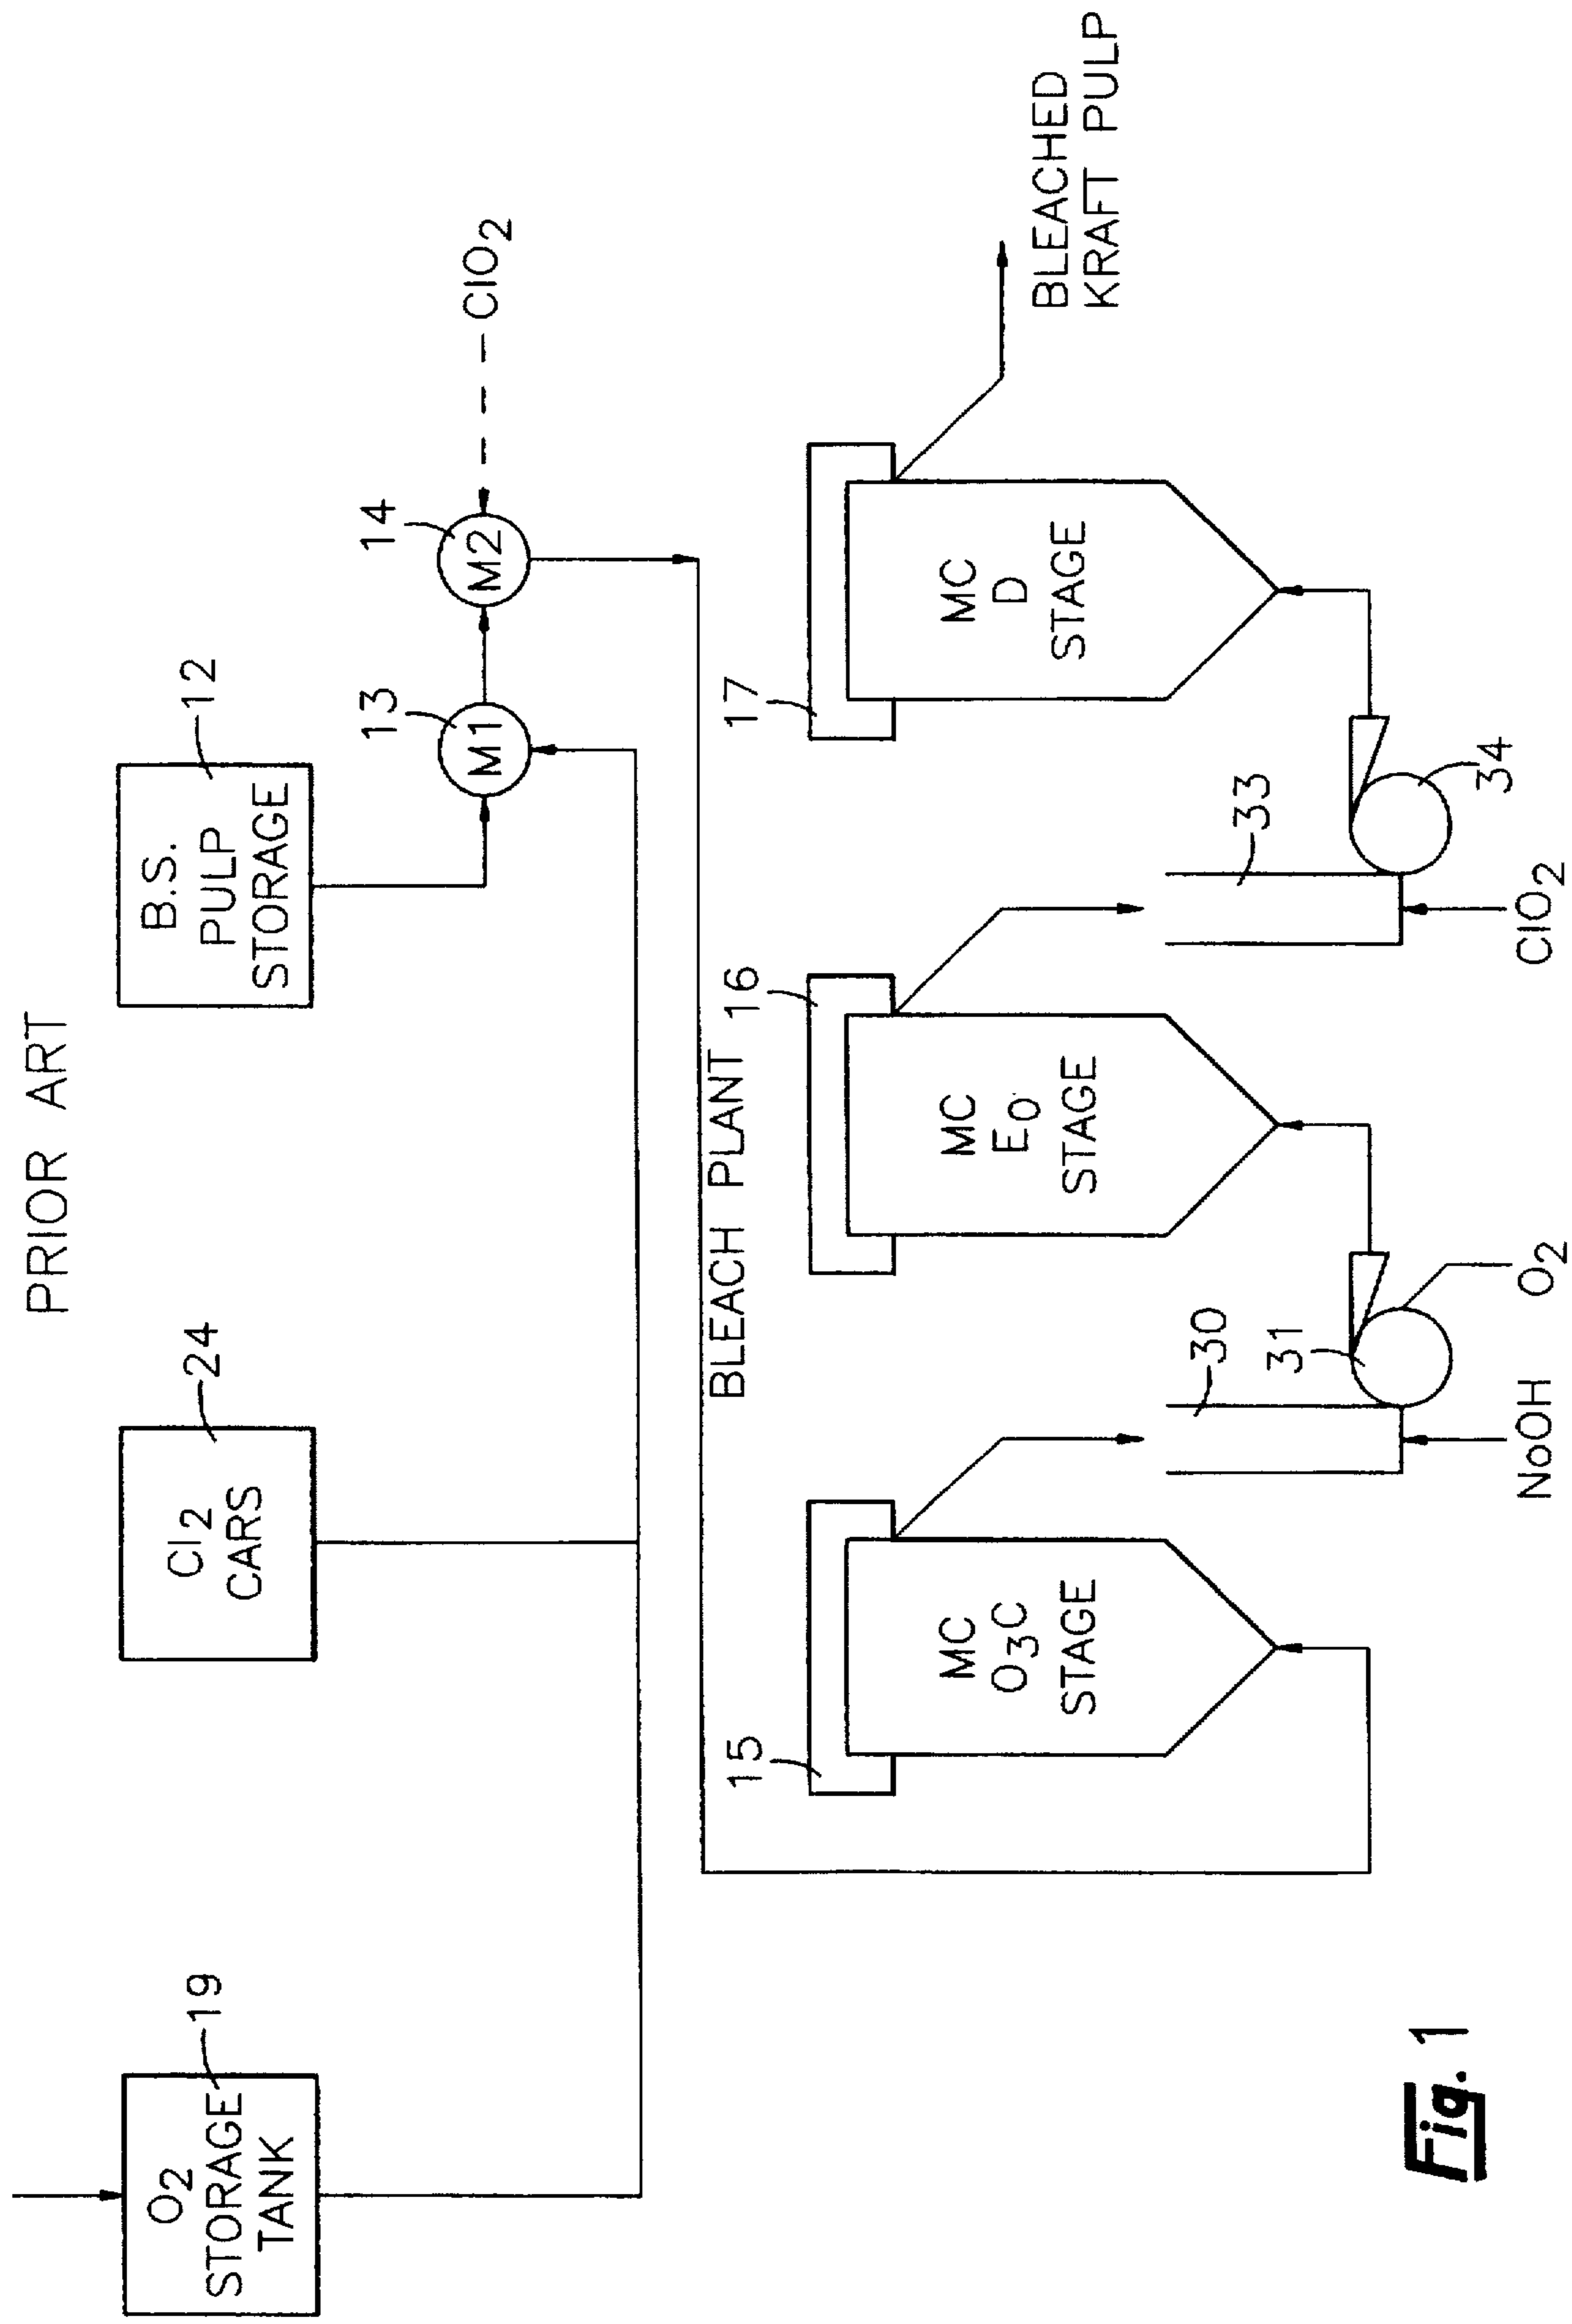 PRIOR ART
O2
STORAGE
TANK
19
Cl2
CARS
24
B.S.
PULP
STORAGE
12
M1
13
M2
14
ClO2
BLEACH PLANT
15
MC
O3C
STAGE
16
MC
EO
STAGE
17
MC
D
STAGE
BLEACHED
KRAFT PULP
30
31
NoOH
O2
33
34
ClO2
Fig. 1